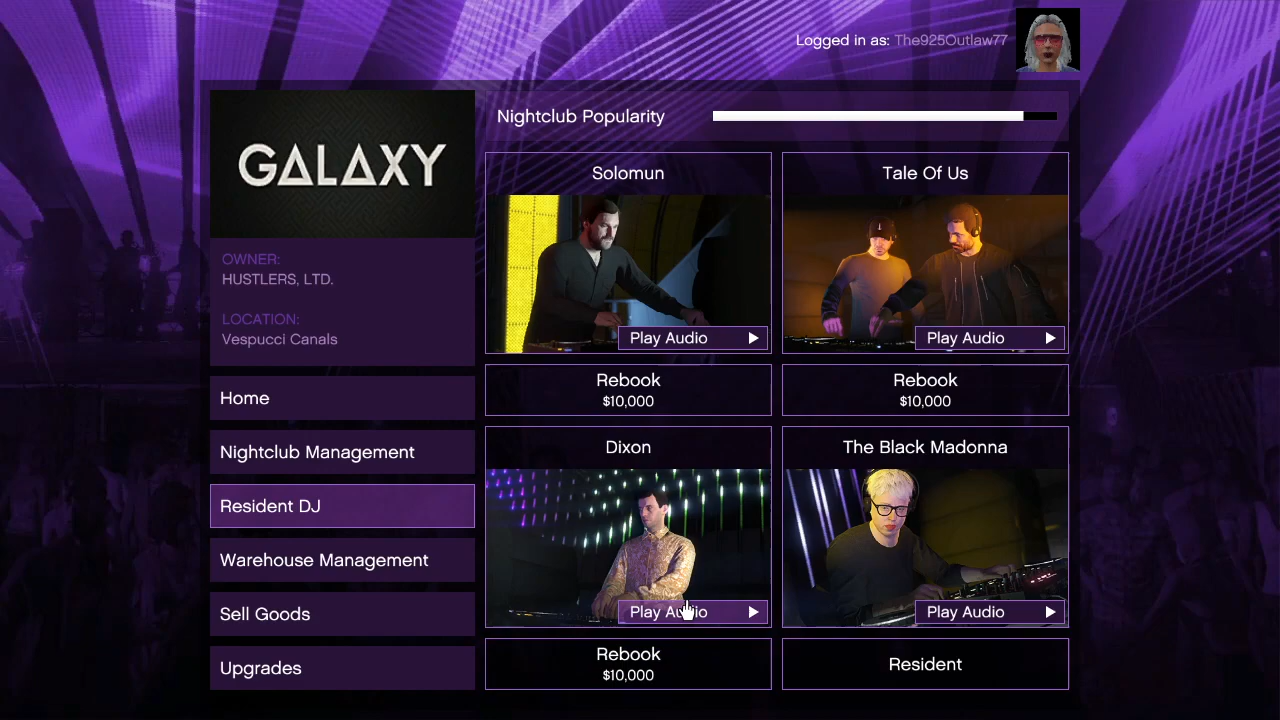 Logged in as: The925Outlaw77
GALAXY
OWNER:
HUSTLERS, LTD.
LOCATION:
Vespucci Canals
Home
Nightclub Management
Resident DJ
Warehouse Management
Sell Goods
Upgrades
Nightclub Popularity
Solomun
Play Audio
Rebook
$10,000
Tale Of Us
Play Audio
Rebook
$10,000
Dixon
Play Audio
Rebook
$10,000
The Black Madonna
Play Audio
Resident